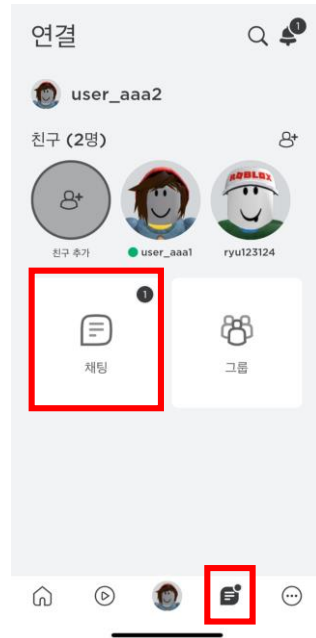 연결
1
user_aaa2
친구 (2명)
ROBLOX
친구 추가
user_aaa1
ryu123124
1
채팅
그룹